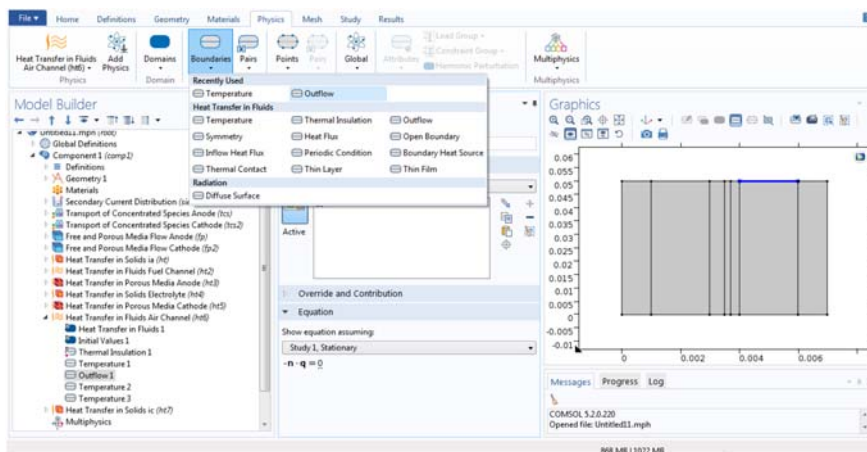 File Home Definitions Geometry Materials Physics Mesh Study Results
Heat Transfer in Fluids Air Channel (ht6)
Add Physics
Domains
Boundaries
Pairs
Points
Pairs
Global
Attributes
Load Group
Constraint Group
Harmonic Perturbation
Multiphysics
Physics Domain Multiphysics
Recently Used
Temperature Outflow
Heat Transfer in Fluids
Temperature Thermal Insulation Outflow
Symmetry Heat Flux Open Boundary
Inflow Heat Flux Periodic Condition Boundary Heat Source
Thermal Contact Thin Layer Thin Film
Radiation
Diffuse Surface
Model Builder
Untitled11.mph (root)
Global Definitions
Component 1 (comp1)
Definitions
Geometry 1
Materials
Secondary Current Distribution
Transport of Concentrated Species Anode (tcs)
Transport of Concentrated Species Cathode (tcs2)
Free and Porous Media Flow Anode (fp)
Free and Porous Media Flow Cathode (fp2)
Heat Transfer in Solids ia (ht)
Heat Transfer in Fluids Fuel Channel (ht2)
Heat Transfer in Porous Media Anode (ht3)
Heat Transfer in Solids Electrolyte (ht4)
Heat Transfer in Porous Media Cathode (ht5)
Heat Transfer in Fluids Air Channel (ht6)
Heat Transfer in Fluids 1
Initial Values 1
Thermal Insulation 1
Temperature 1
Outflow 1
Temperature 2
Temperature 3
Heat Transfer in Solids ic (ht7)
Multiphysics
Active
Override and Contribution
Equation
Show equation assuming:
Study 1, Stationary
-n · q = 0
Graphics
0.06
0.055
0.05
0.045
0.04
0.035
0.03
0.025
0.02
0.015
0.01
0.005
0
-0.005
-0.01
0 0.002 0.004 0.006
Messages Progress Log
COMSOL 5.2.0.220
Opened file: Untitled11.mph
868 MB | 1022 MB